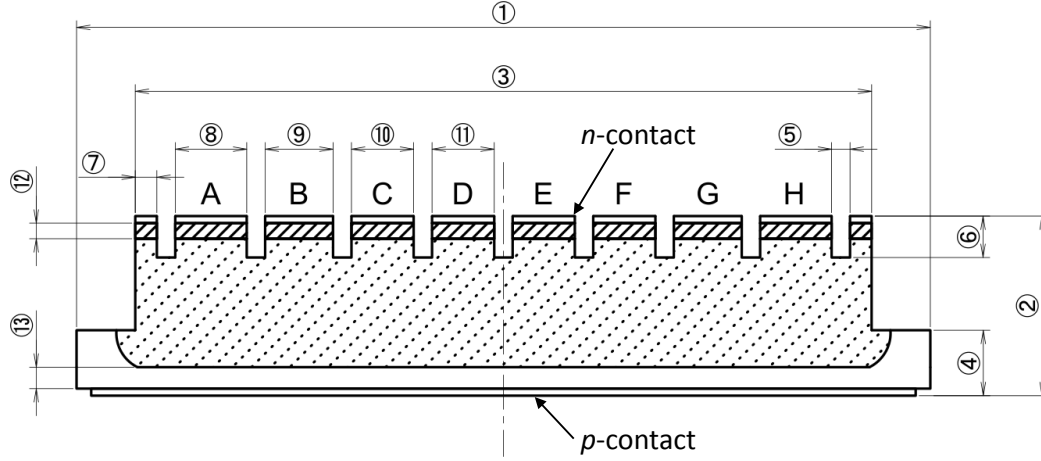 ①
③
⑧ ⑨ ⑩ ⑪ n-contact ⑤
⑦
⑫ A B C D E F G H
⑥
②
⑬
④
p-contact